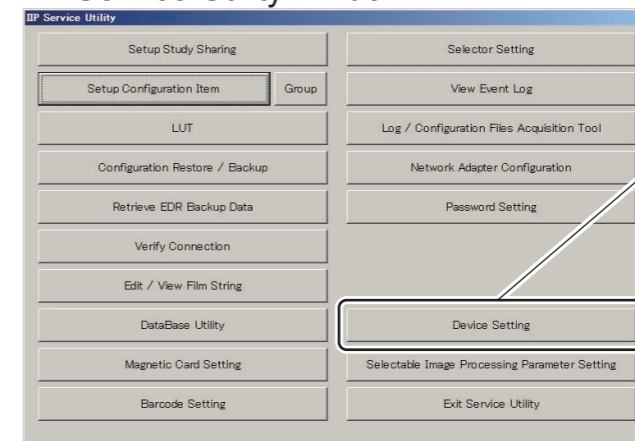 IIP Service Utility
Setup Study Sharing
Selector Setting
Setup Configuration Item
Group
View Event Log
LUT
Log / Configuration Files Acquisition Tool
Configuration Restore / Backup
Network Adapter Configuration
Retrieve EDR Backup Data
Password Setting
Verify Connection
Edit / View Film String
DataBase Utility
Device Setting
Magnetic Card Setting
Selectable Image Processing Parameter Setting
Barcode Setting
Exit Service Utility